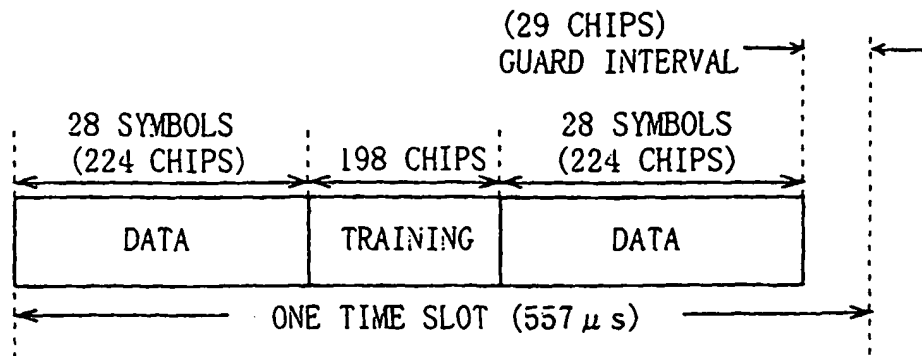 (29 CHIPS)
GUARD INTERVAL
28 SYMBOLS
(224 CHIPS)
198 CHIPS
28 SYMBOLS
(224 CHIPS)
DATA
TRAINING
DATA
ONE TIME SLOT (557 μs)